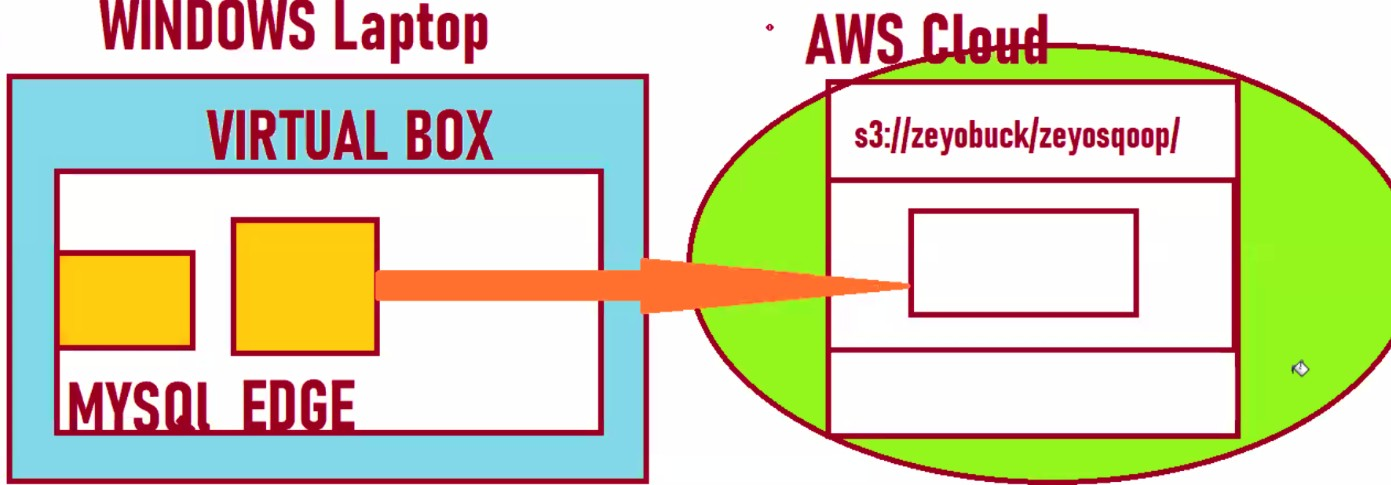 WINDOWS Laptop
AWS Cloud
VIRTUAL BOX
s3://zeyobuck/zeyosqoop/
MYSQl EDGE